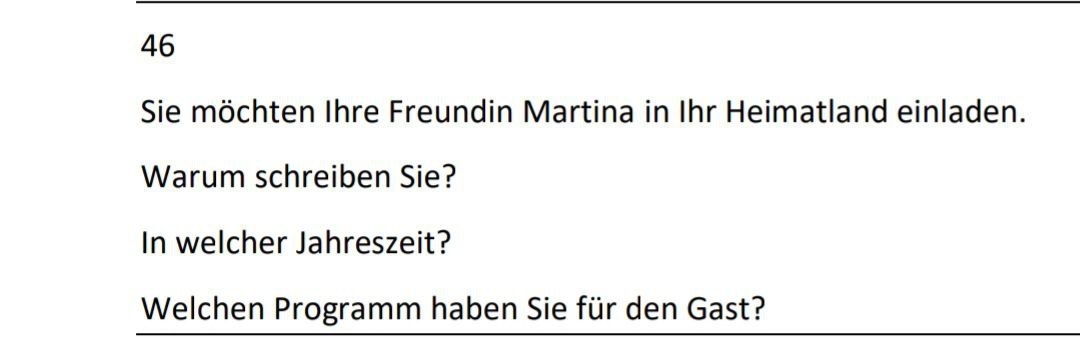 46
Sie möchten Ihre Freundin Martina in Ihr Heimatland einladen.
Warum schreiben Sie?
In welcher Jahreszeit?
Welchen Programm haben Sie für den Gast?